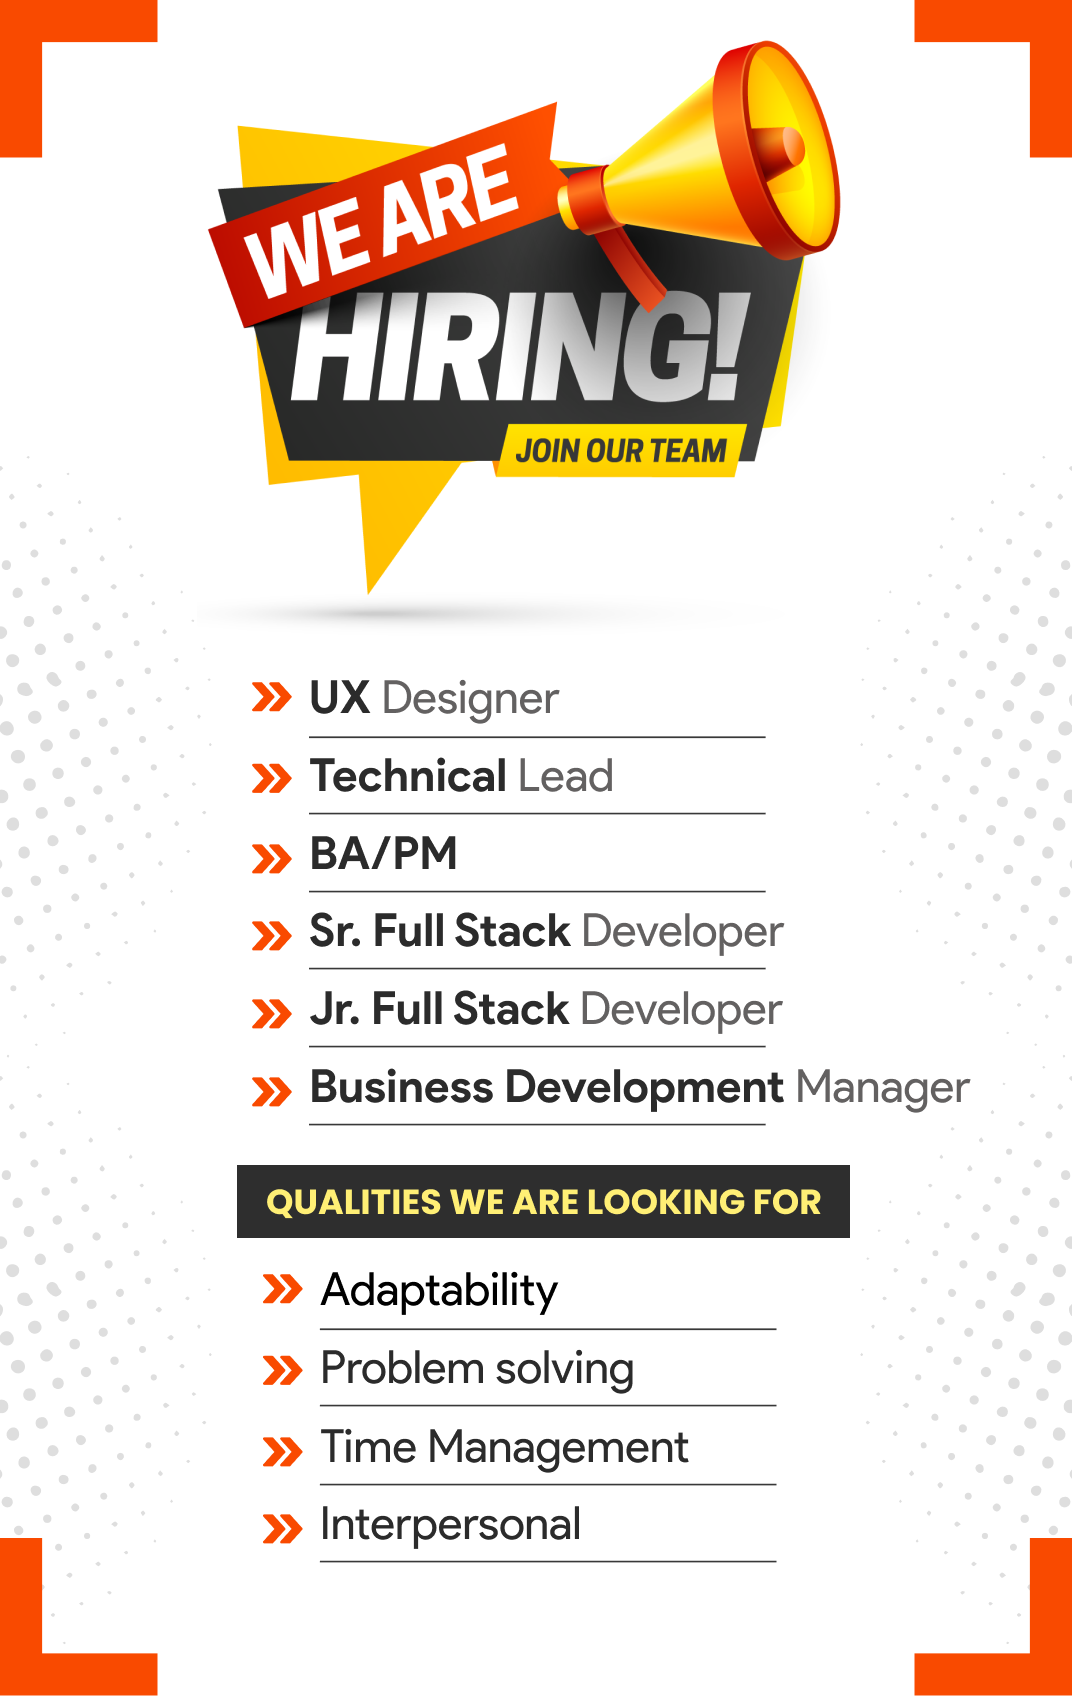 WE ARE
HIRING!
JOIN OUR TEAM
UX Designer
Technical Lead
BA/PM
Sr. Full Stack Developer
Jr. Full Stack Developer
Business Development Manager
QUALITIES WE ARE LOOKING FOR
Adaptability
Problem solving
Time Management
Interpersonal